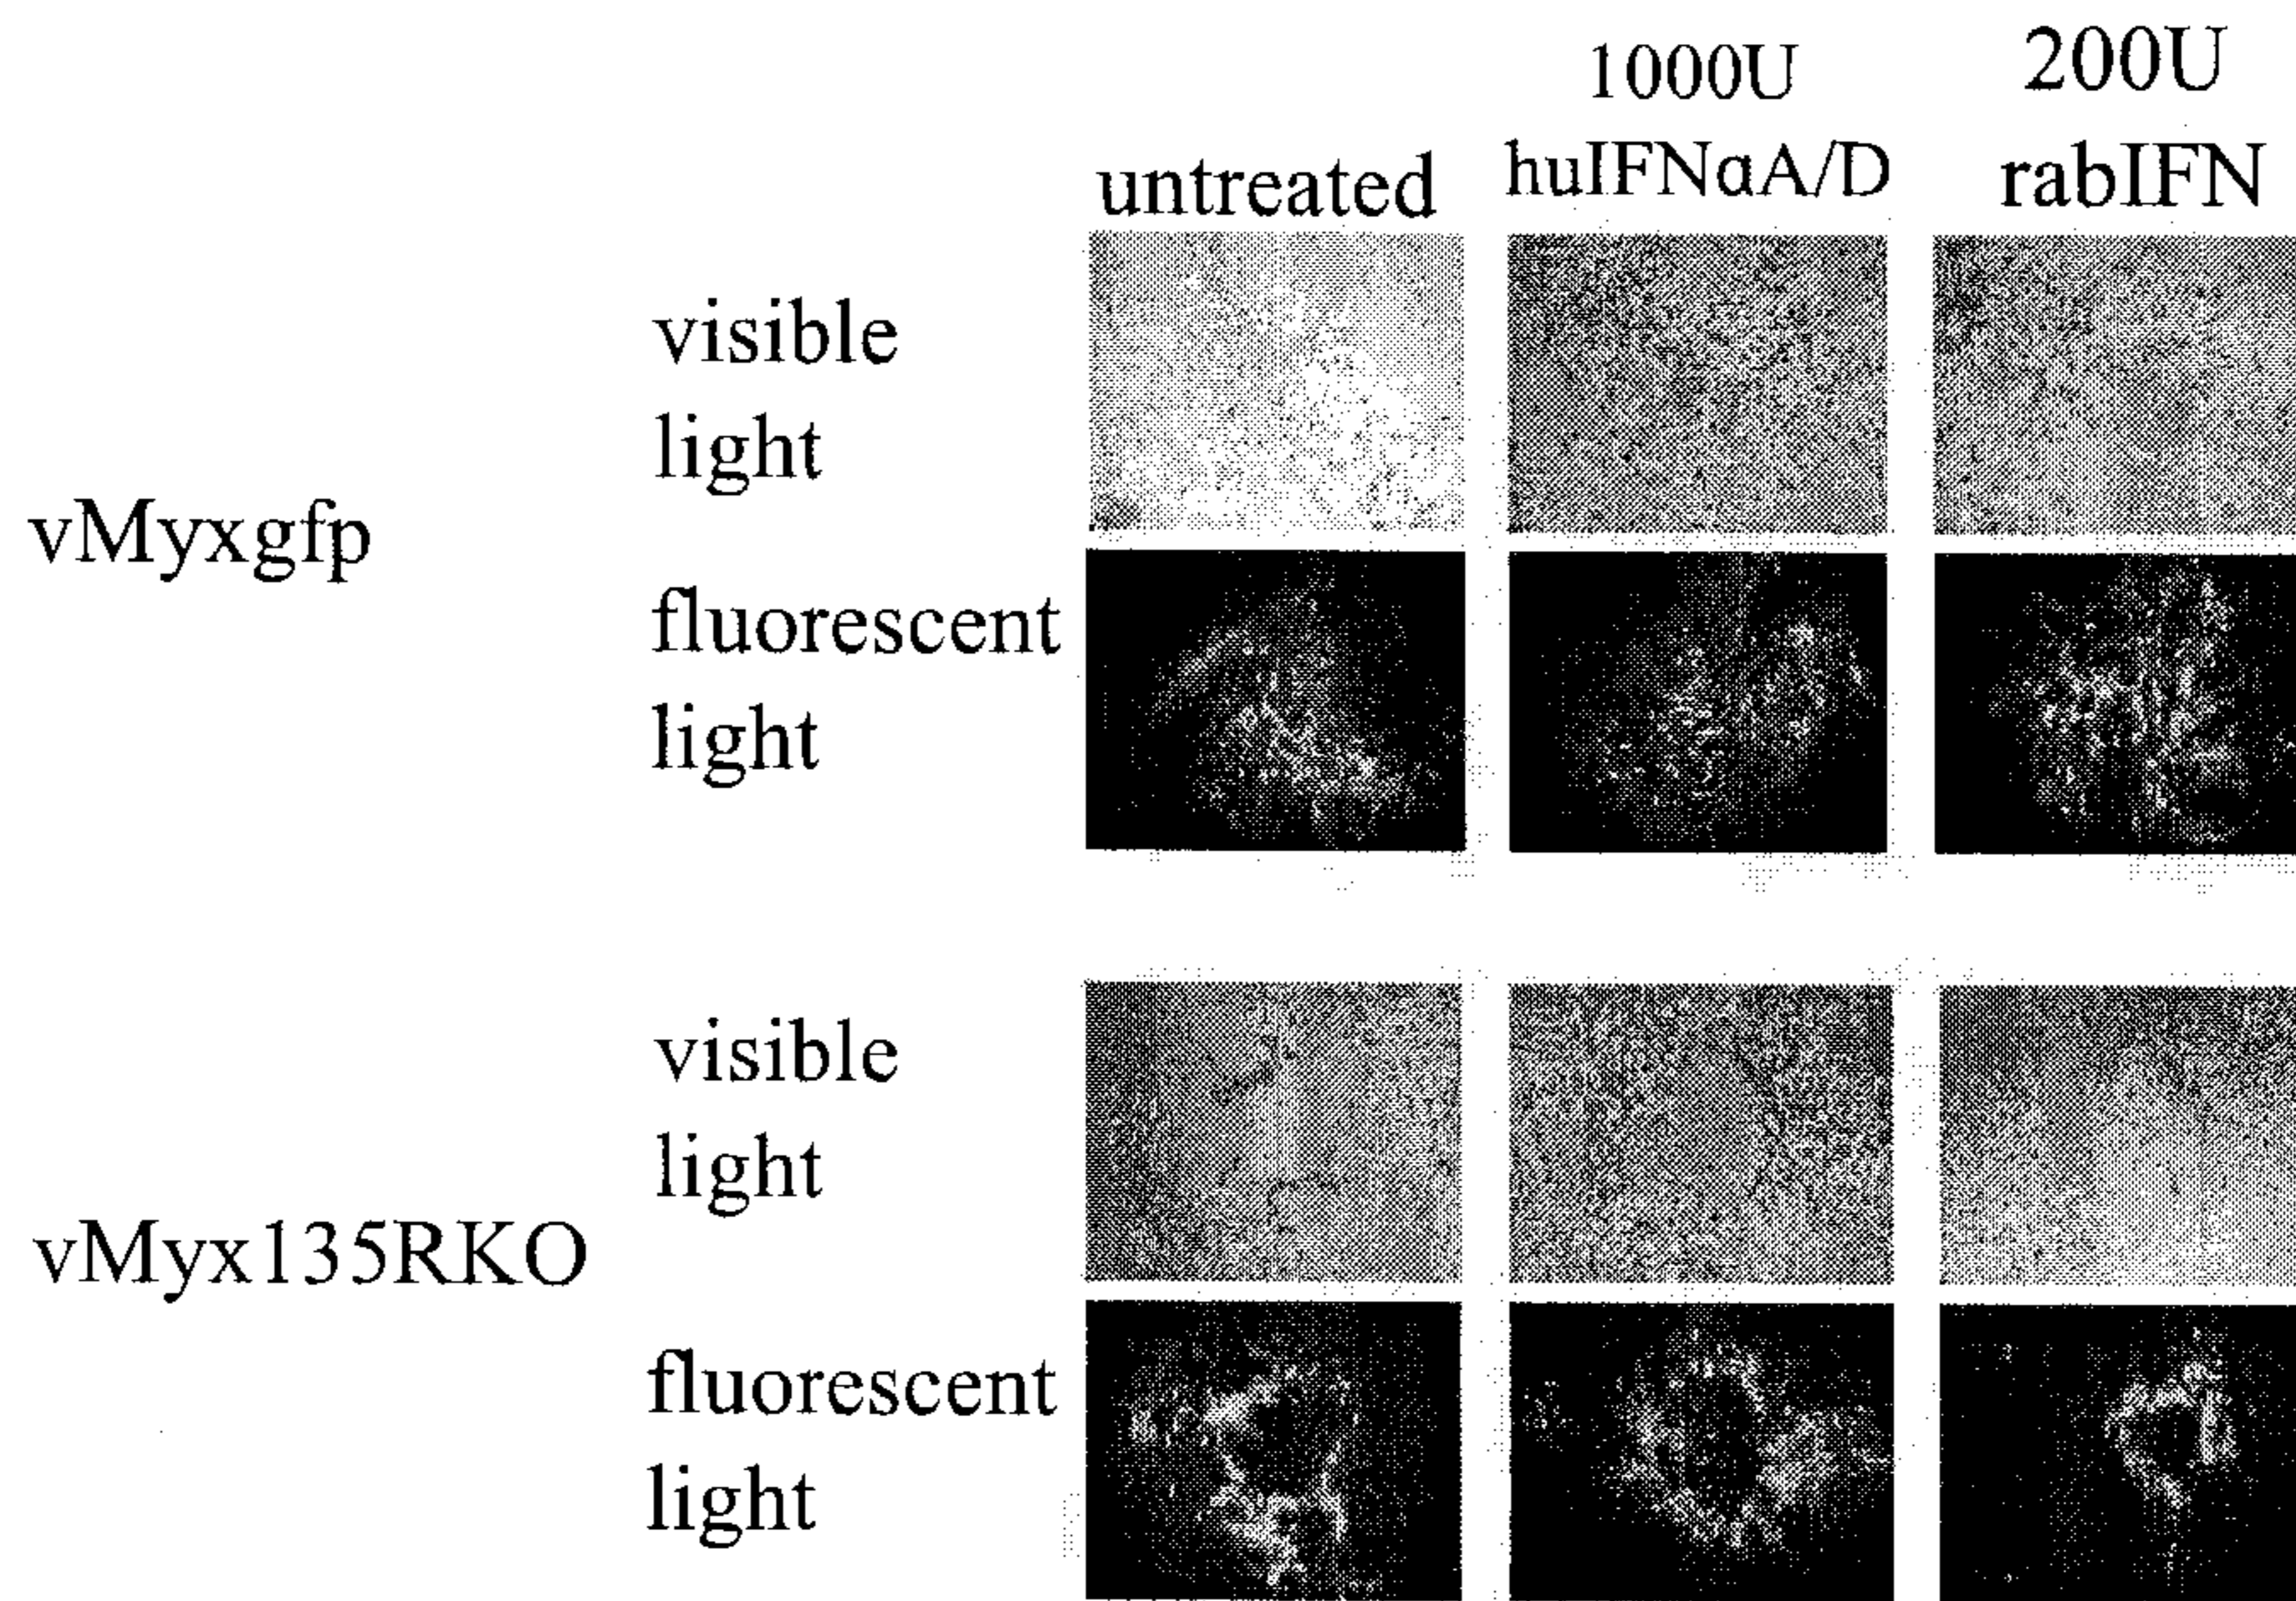 1000U
huIFNαA/D
200U
rabIFN
untreated
vMyxgfp
visible
light
fluorescent
light
vMyx135RKO
visible
light
fluorescent
light